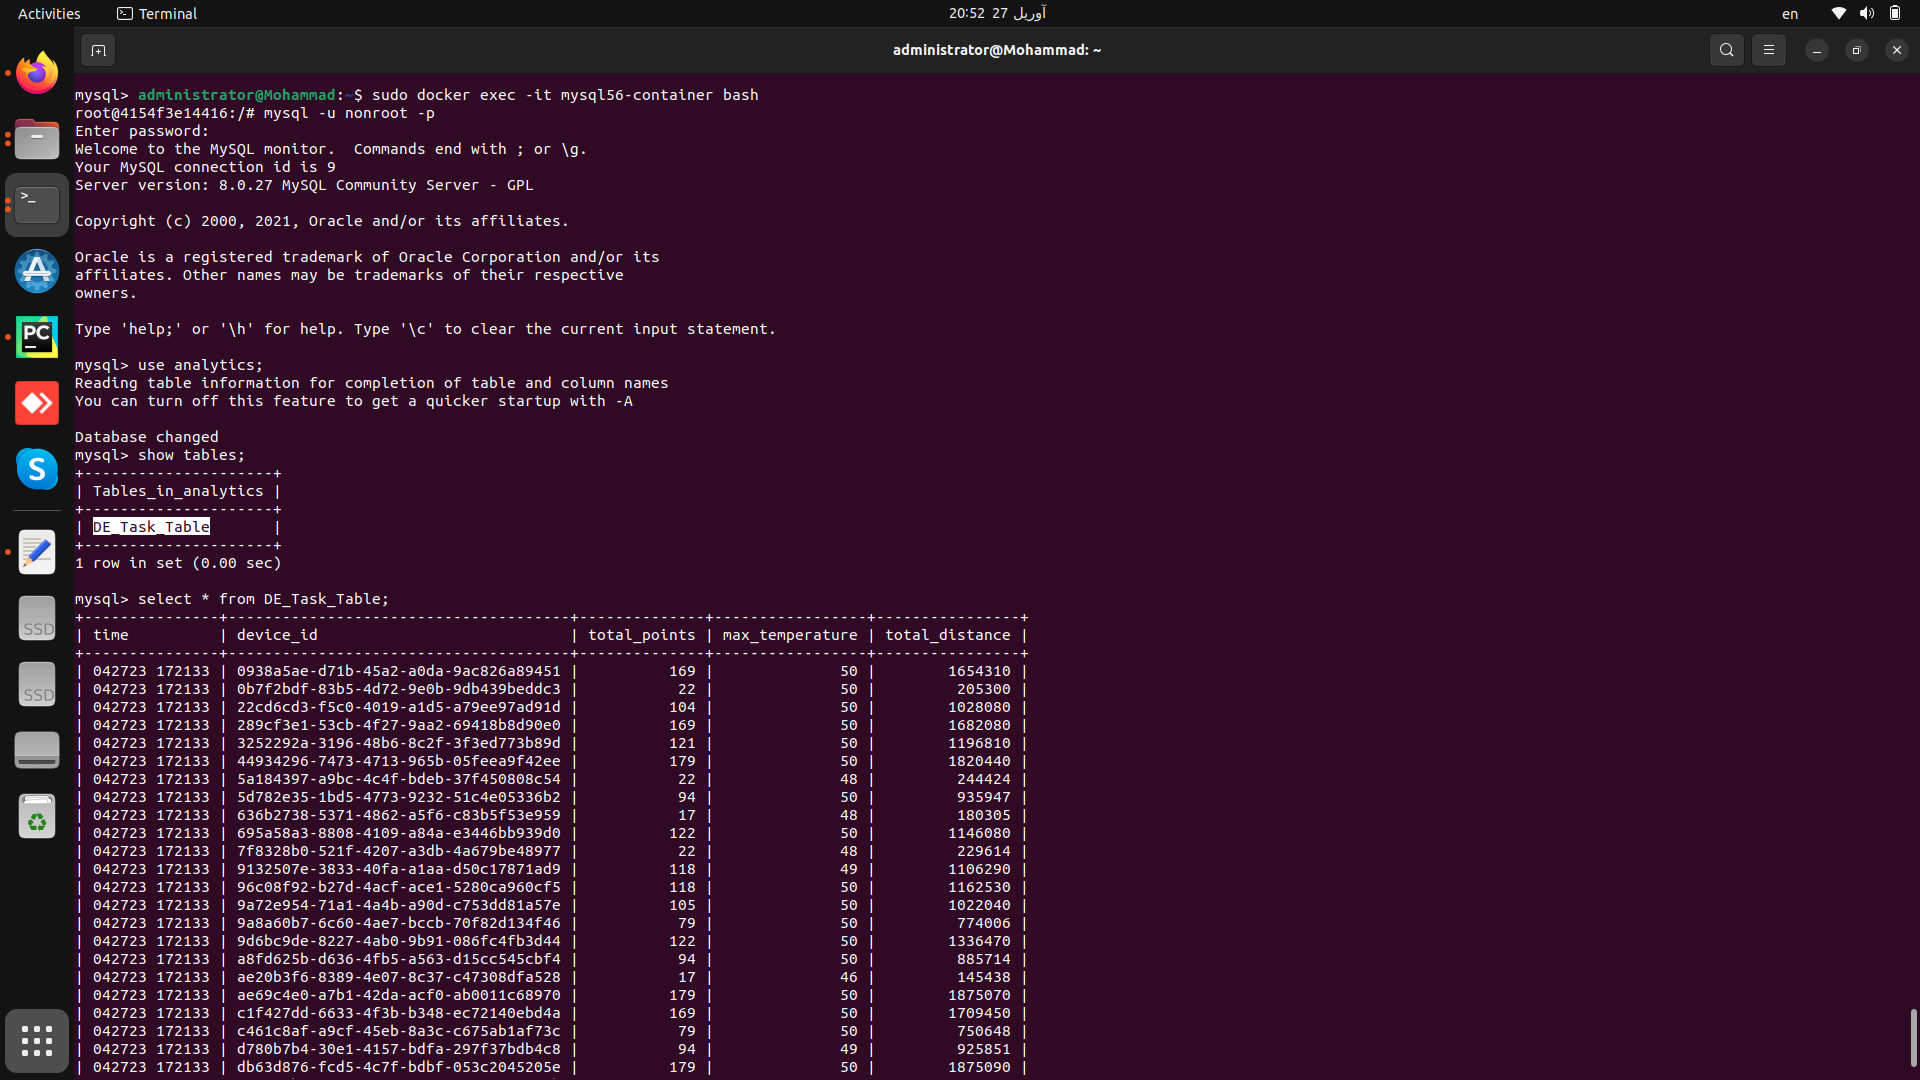 Activities
Terminal
20:52 27 آوریل
en
administrator@Mohammad: ~
mysql> administrator@Mohammad:~$ sudo docker exec -it mysql56-container bash
root@4154f3e14416:/# mysql -u nonroot -p
Enter password:
Welcome to the MySQL monitor.  Commands end with ; or \g.
Your MySQL connection id is 9
Server version: 8.0.27 MySQL Community Server - GPL
Copyright (c) 2000, 2021, Oracle and/or its affiliates.
Oracle is a registered trademark of Oracle Corporation and/or its
affiliates. Other names may be trademarks of their respective
owners.
Type 'help;' or '\h' for help. Type '\c' to clear the current input statement.
mysql> use analytics;
Reading table information for completion of table and column names
You can turn off this feature to get a quicker startup with -A
Database changed
mysql> show tables;
+---------------------+
| Tables_in_analytics |
+---------------------+
| DE_Task_Table       |
+---------------------+
1 row in set (0.00 sec)
mysql> select * from DE_Task_Table;
+---------------+--------------------------------------+--------------+-----------------+----------------+
| time          | device_id                            | total_points | max_temperature | total_distance |
+---------------+--------------------------------------+--------------+-----------------+----------------+
| 042723 172133 | 0938a5ae-d71b-45a2-a0da-9ac826a89451 |          169 |              50 |        1654310 |
| 042723 172133 | 0b7f2bdf-83b5-4d72-9e0b-9db439beddc3 |           22 |              50 |         205300 |
| 042723 172133 | 22cd6cd3-f5c0-4019-a1d5-a79ee97ad91d |          104 |              50 |        1028080 |
| 042723 172133 | 289cf3e1-53cb-4f27-9aa2-69418b8d90e0 |          169 |              50 |        1682080 |
| 042723 172133 | 3252292a-3196-48b6-8c2f-3f3ed773b89d |          121 |              50 |        1196810 |
| 042723 172133 | 44934296-7473-4713-965b-05feea9f42ee |          179 |              50 |        1820440 |
| 042723 172133 | 5a184397-a9bc-4c4f-bdeb-37f450808c54 |           22 |              48 |         244424 |
| 042723 172133 | 5d782e35-1bd5-4773-9232-51c4e05336b2 |           94 |              50 |         935947 |
| 042723 172133 | 636b2738-5371-4862-a5f6-c83b5f53e959 |           17 |              48 |         180305 |
| 042723 172133 | 695a58a3-8808-4109-a84a-e3446bb939d0 |          122 |              50 |        1146080 |
| 042723 172133 | 7f8328b0-521f-4207-a3db-4a679be48977 |           22 |              48 |         229614 |
| 042723 172133 | 9132507e-3833-40fa-a1aa-d50c17871ad9 |          118 |              49 |        1106290 |
| 042723 172133 | 96c08f92-b27d-4acf-ace1-5280ca960cf5 |          118 |              50 |        1162530 |
| 042723 172133 | 9a72e954-71a1-4a4b-a90d-c753dd81a57e |          105 |              50 |        1022040 |
| 042723 172133 | 9a8a60b7-6c60-4ae7-bccb-70f82d134f46 |           79 |              50 |         774006 |
| 042723 172133 | 9d6bc9de-8227-4ab0-9b91-086fc4fb3d44 |          122 |              50 |        1336470 |
| 042723 172133 | a8fd625b-d636-4fb5-a563-d15cc545cbf4 |           94 |              50 |         885714 |
| 042723 172133 | ae20b3f6-8389-4e07-8c37-c47308dfa528 |           17 |              46 |         145438 |
| 042723 172133 | ae69c4e0-a7b1-42da-acf0-ab0011c68970 |          179 |              50 |        1875070 |
| 042723 172133 | c1f427dd-6633-4f3b-b348-ec72140ebd4a |          169 |              50 |        1709450 |
| 042723 172133 | c461c8af-a9cf-45eb-8a3c-c675ab1af73c |           79 |              50 |         750648 |
| 042723 172133 | d780b7b4-30e1-4157-bdfa-297f37bdb4c8 |           94 |              49 |         925851 |
| 042723 172133 | db63d876-fcd5-4c7f-bdbf-053c2045205e |          179 |              50 |        1875090 |
PC
S
SSD
SSD